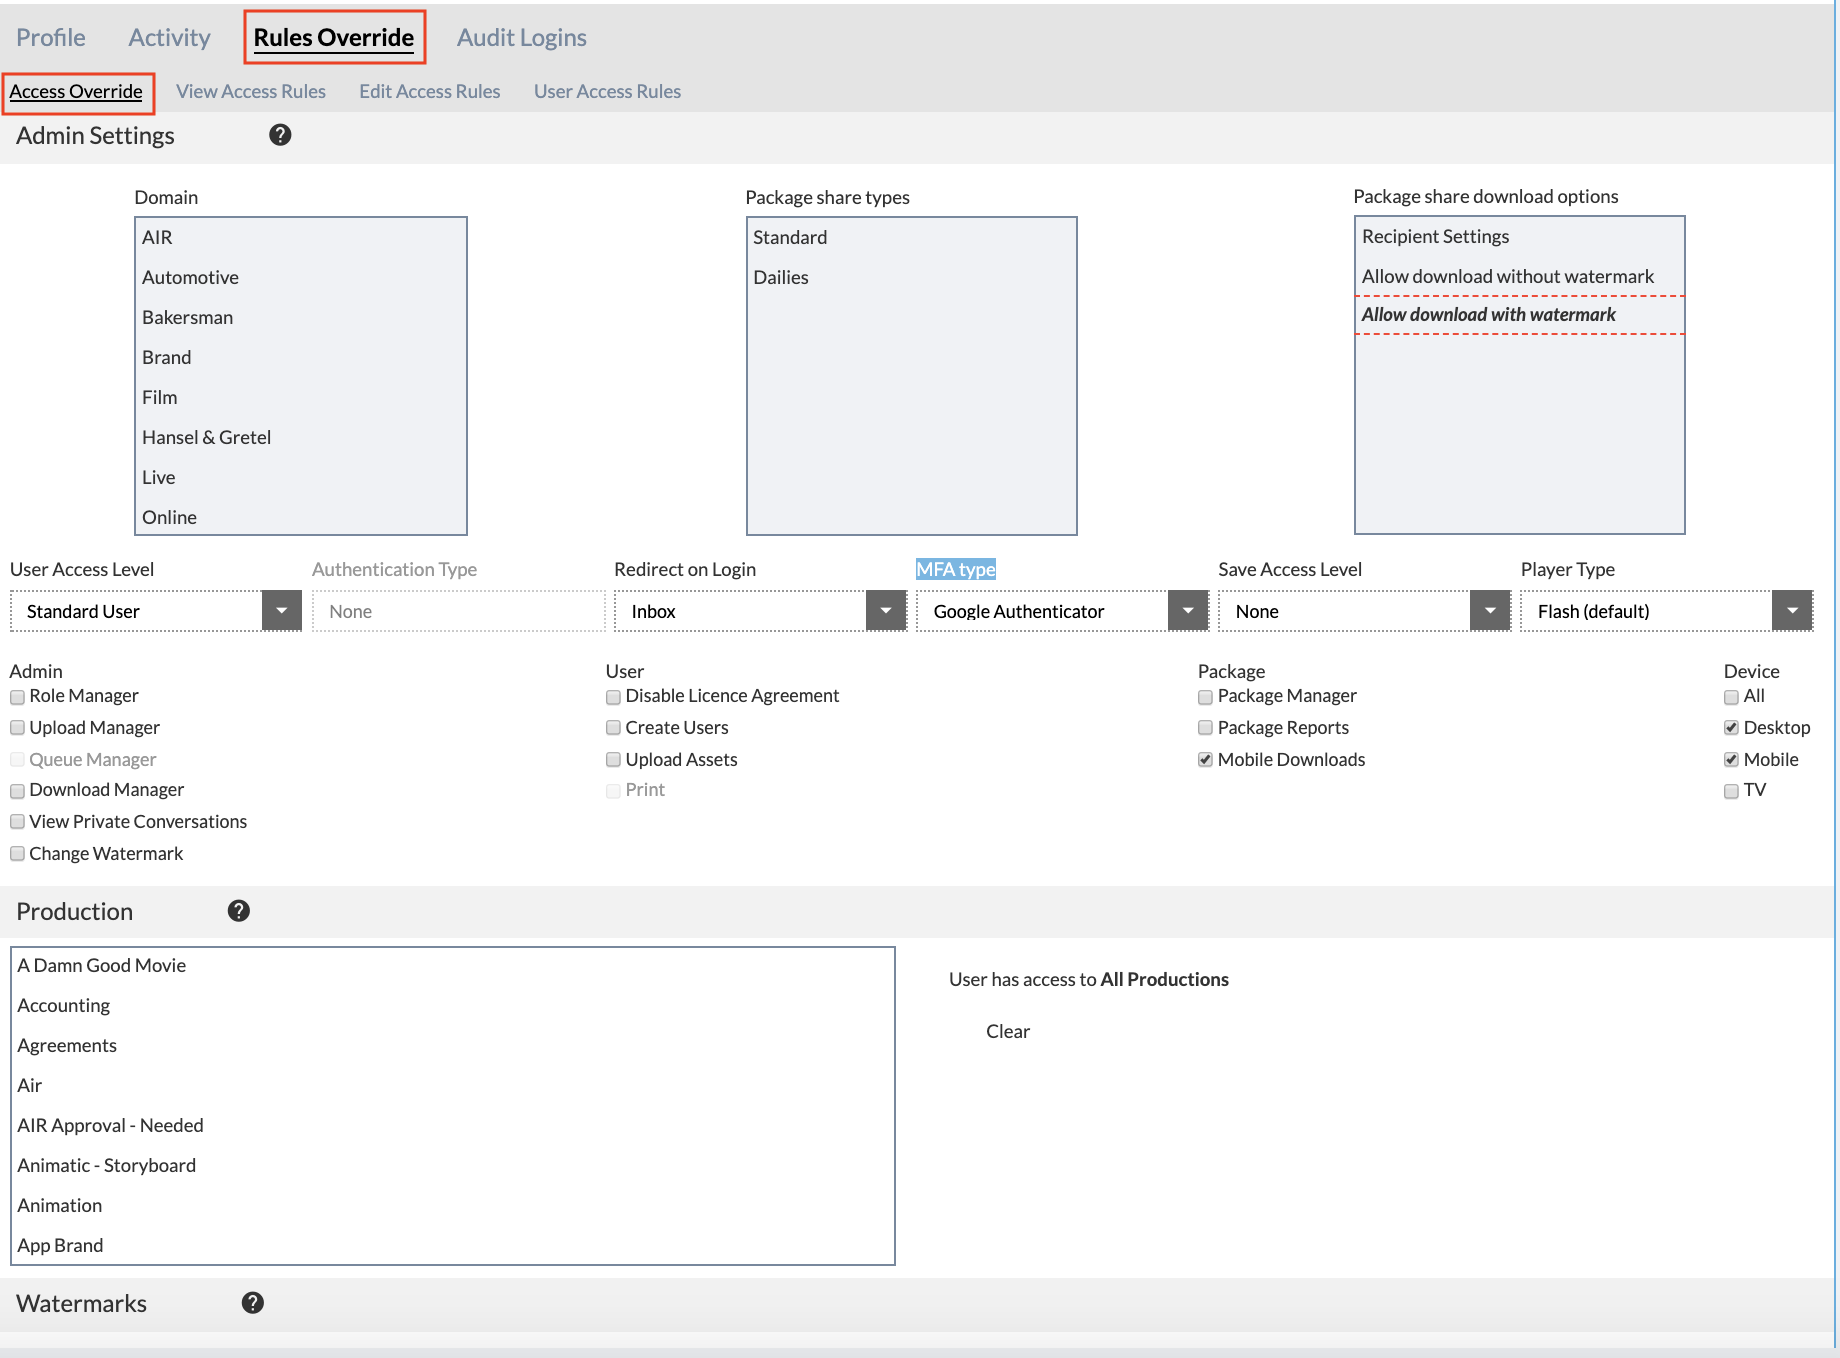 Profile Activity Rules Override Audit Logins
Access Override View Access Rules Edit Access Rules User Access Rules
Admin Settings ?
Domain
AIR
Automotive
Bakersman
Brand
Film
Hansel & Gretel
Live
Online
Package share types
Standard
Dailies
Package share download options
Recipient Settings
Allow download without watermark
Allow download with watermark
User Access Level
Standard User
Authentication Type
None
Redirect on Login
Inbox
MFA type
Google Authenticator
Save Access Level
None
Player Type
Flash (default)
Admin
Role Manager
Upload Manager
Queue Manager
Download Manager
View Private Conversations
Change Watermark
User
Disable Licence Agreement
Create Users
Upload Assets
Print
Package
Package Manager
Package Reports
Mobile Downloads
Device
All
Desktop
Mobile
TV
Production ?
A Damn Good Movie
Accounting
Agreements
Air
AIR Approval - Needed
Animatic - Storyboard
Animation
App Brand
User has access to All Productions
Clear
Watermarks ?